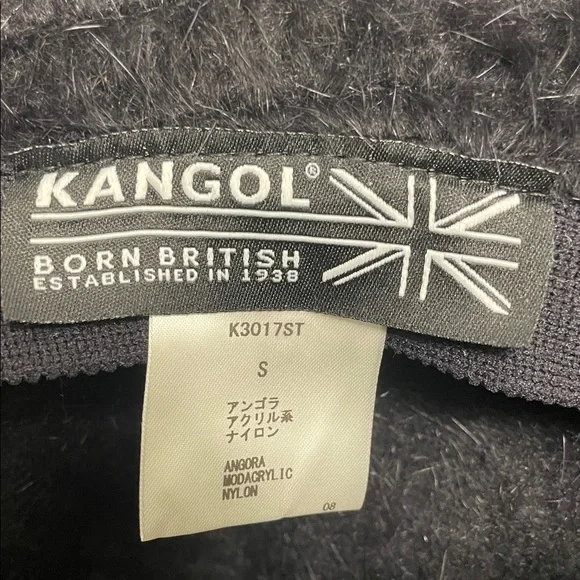 KANGOL®
BORN BRITISH
ESTABLISHED IN 1938
K3017ST
S
アンゴラ
アクリル系
ナイロン
ANGORA
MODACRYLIC
NYLON
08